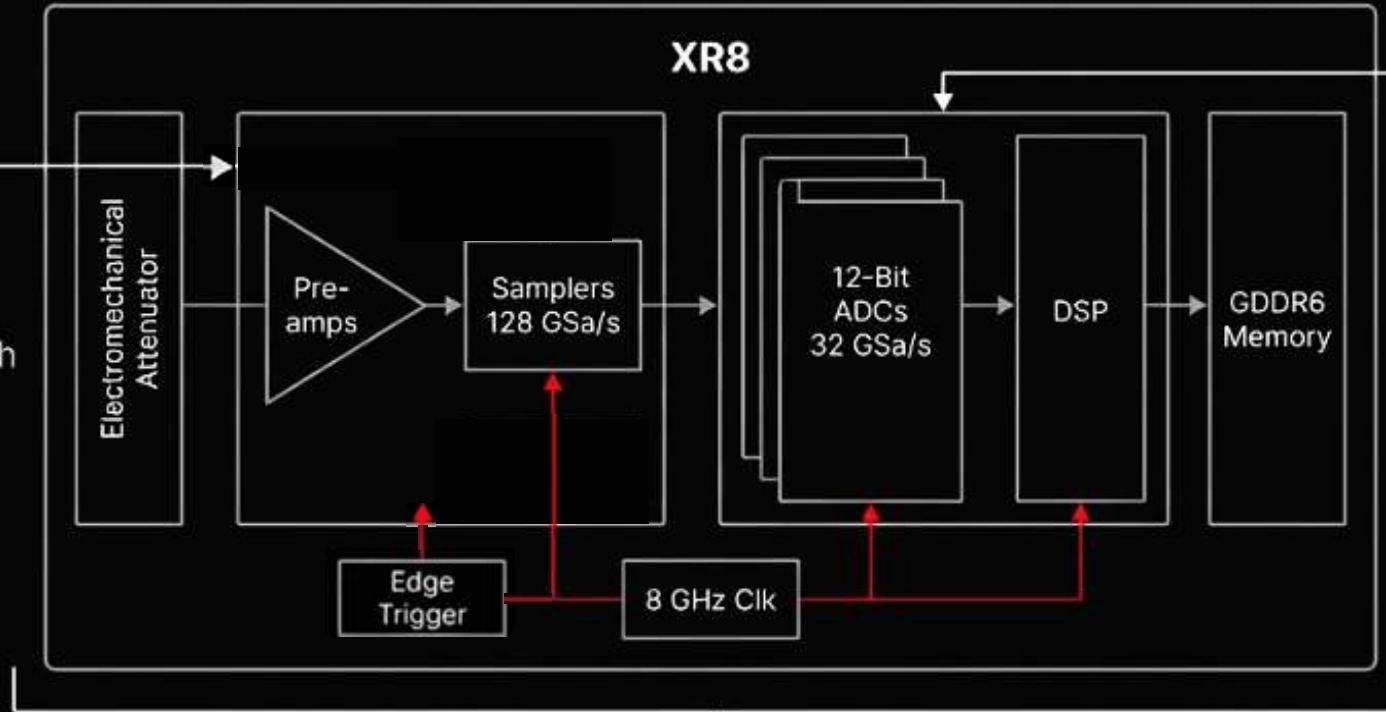 XR8
Electromechanical
Attenuator
Pre-
amps
Samplers
128 GSa/s
12-Bit
ADCs
32 GSa/s
DSP
GDDR6
Memory
h
Edge
Trigger
8 GHz Clk